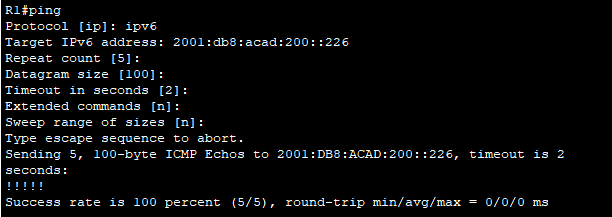 R1#ping
Protocol [ip]: ipv6
Target IPv6 address: 2001:db8:acad:200::226
Repeat count [5]:
Datagram size [100]:
Timeout in seconds [2]:
Extended commands [n]:
Sweep range of sizes [n]:
Type escape sequence to abort.
Sending 5, 100-byte ICMP Echos to 2001:DB8:ACAD:200::226, timeout is 2
seconds:
!!!!!
Success rate is 100 percent (5/5), round-trip min/avg/max = 0/0/0 ms